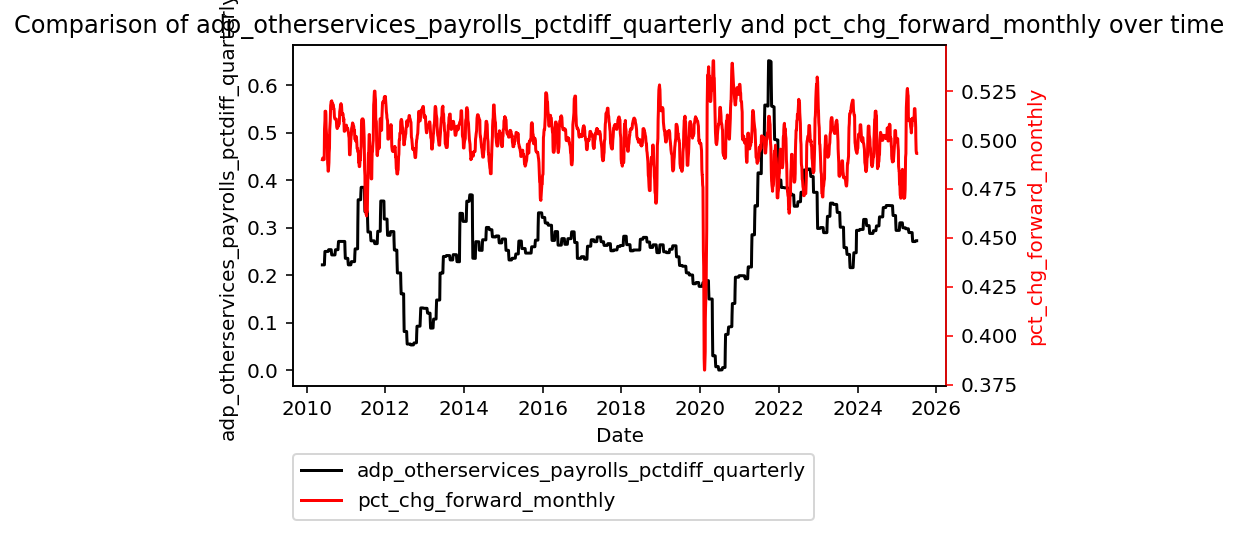 Comparison of adp_otherservices_payrolls_pctdiff_quarterly and pct_chg_forward_monthly over time
adp_otherservices_payrolls_pctdiff_quarterly
0.6
0.5
0.4
0.3
0.2
0.1
0.0
0.525
0.500
0.475
0.450
0.425
0.400
0.375
pct_chg_forward_monthly
2010 2012 2014 2016 2018 2020 2022 2024 2026
Date
adp_otherservices_payrolls_pctdiff_quarterly
pct_chg_forward_monthly